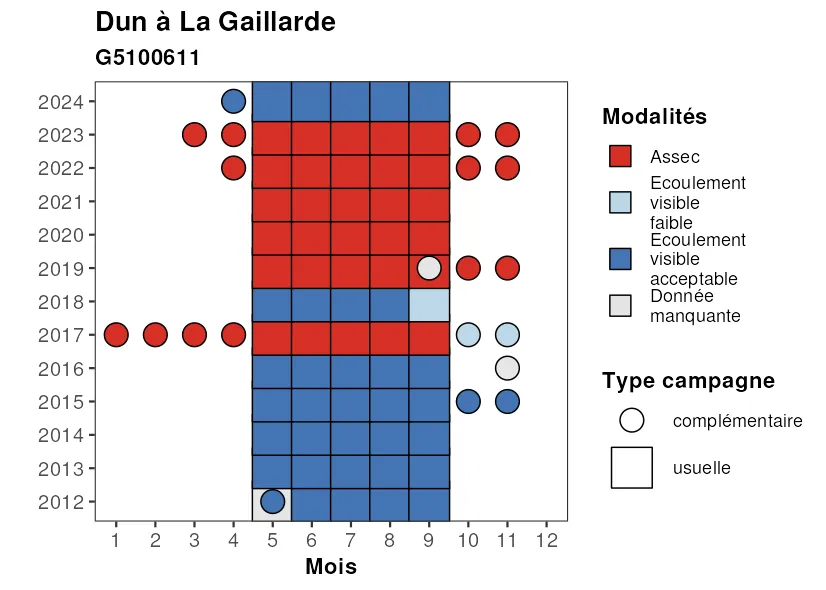 Dun à La Gaillarde
G5100611
2024
2023
2022
2021
2020
2019
2018
2017
2016
2015
2014
2013
2012
1 2 3 4 5 6 7 8 9 10 11 12
Mois
Modalités
Assec
Ecoulement
visible
faible
Ecoulement
visible
acceptable
Donnée
manquante
Type campagne
complémentaire
usuelle